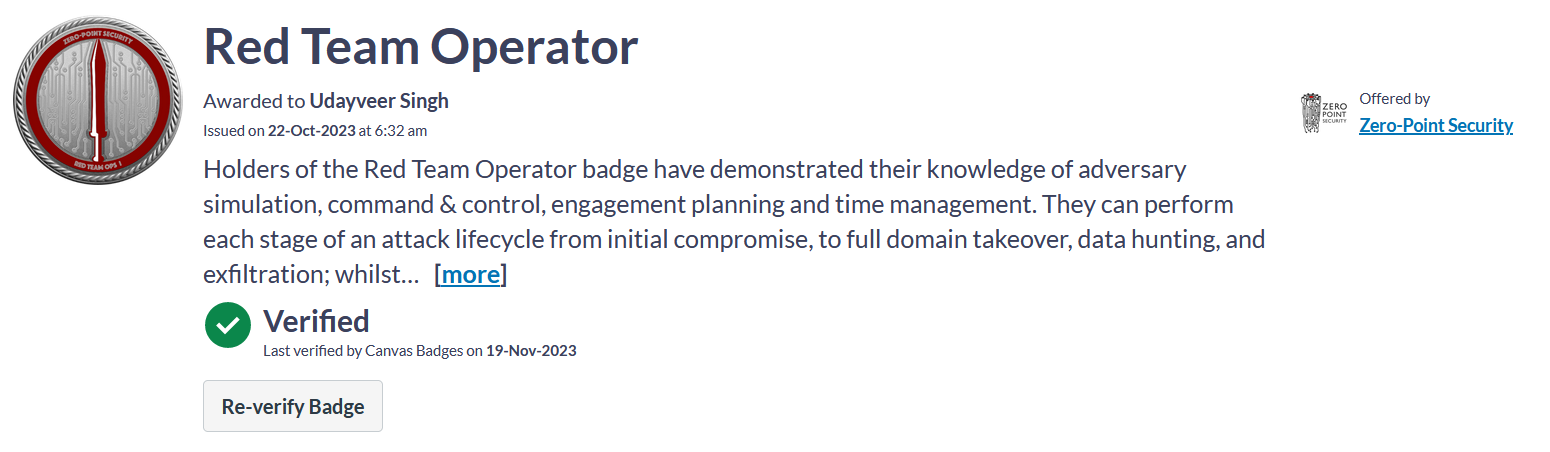 ZERO-POINT SECURITY
RED TEAM OPS 1
Red Team Operator
Awarded to Udayveer Singh
Issued on 22-Oct-2023 at 6:32 am
Holders of the Red Team Operator badge have demonstrated their knowledge of adversary
simulation, command & control, engagement planning and time management. They can perform
each stage of an attack lifecycle from initial compromise, to full domain takeover, data hunting, and
exfiltration; whilst… [more]
Verified
Last verified by Canvas Badges on 19-Nov-2023
Re-verify Badge
ZERO
POINT
SECURITY
Offered by
Zero-Point Security